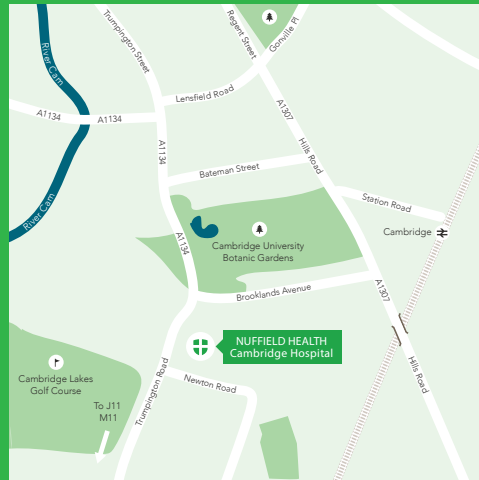 Trumpington Street
Regent Street
Gonville Pl
River Cam
Lensfield Road
A1134
A1134
A1307
A1134
Hills Road
Bateman Street
Station Road
River Cam
Cambridge
A1134
Cambridge University
Botanic Gardens
Brooklands Avenue
A1307
NUFFIELD HEALTH
Cambridge Hospital
Cambridge Lakes
Golf Course
Newton Road
Trumpington Road
Hills Road
To J11
M11